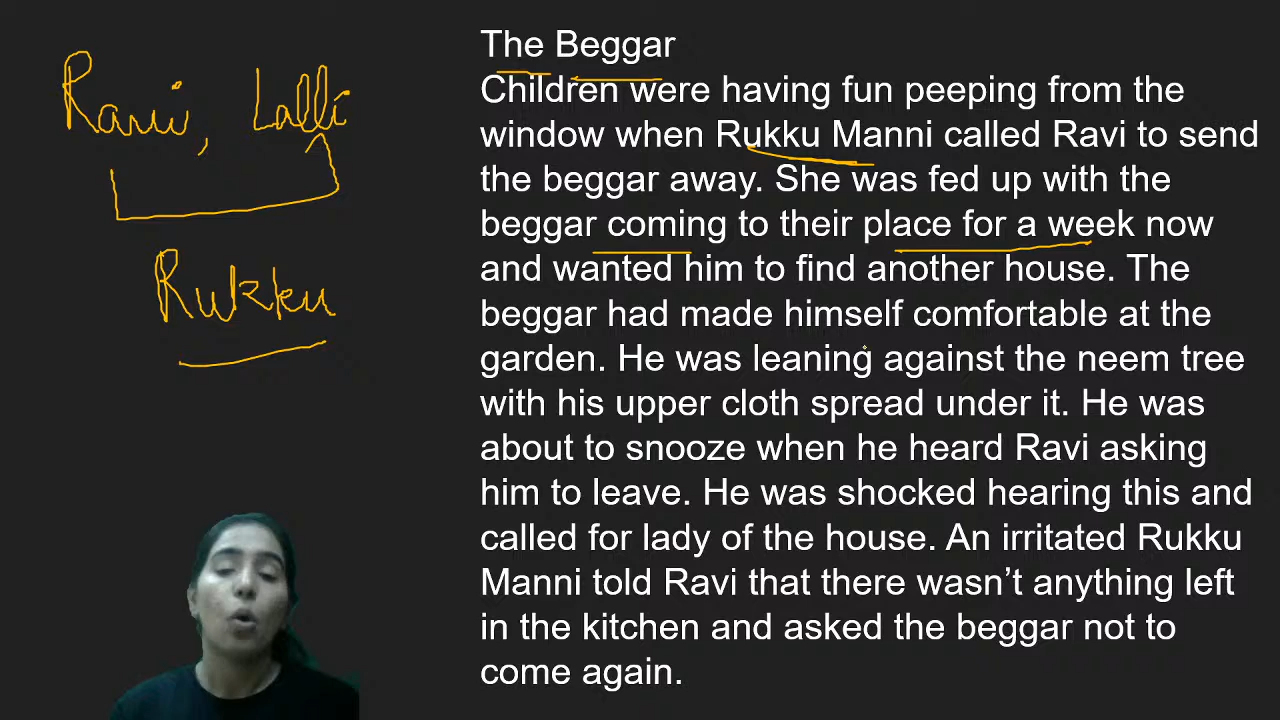 Ravi, Lalli
Rukku
The Beggar
Children were having fun peeping from the
window when Rukku Manni called Ravi to send
the beggar away. She was fed up with the
beggar coming to their place for a week now
and wanted him to find another house. The
beggar had made himself comfortable at the
garden. He was leaning against the neem tree
with his upper cloth spread under it. He was
about to snooze when he heard Ravi asking
him to leave. He was shocked hearing this and
called for lady of the house. An irritated Rukku
Manni told Ravi that there wasn’t anything left
in the kitchen and asked the beggar not to
come again.